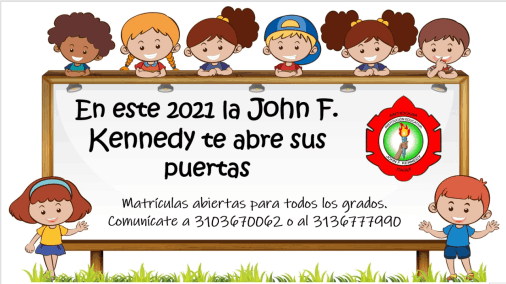 En este 2021 la John F.
Kennedy te abre sus
puertas
Matrículas abiertas para todos los grados.
Comunícate a 3103670062 o al 3136777990